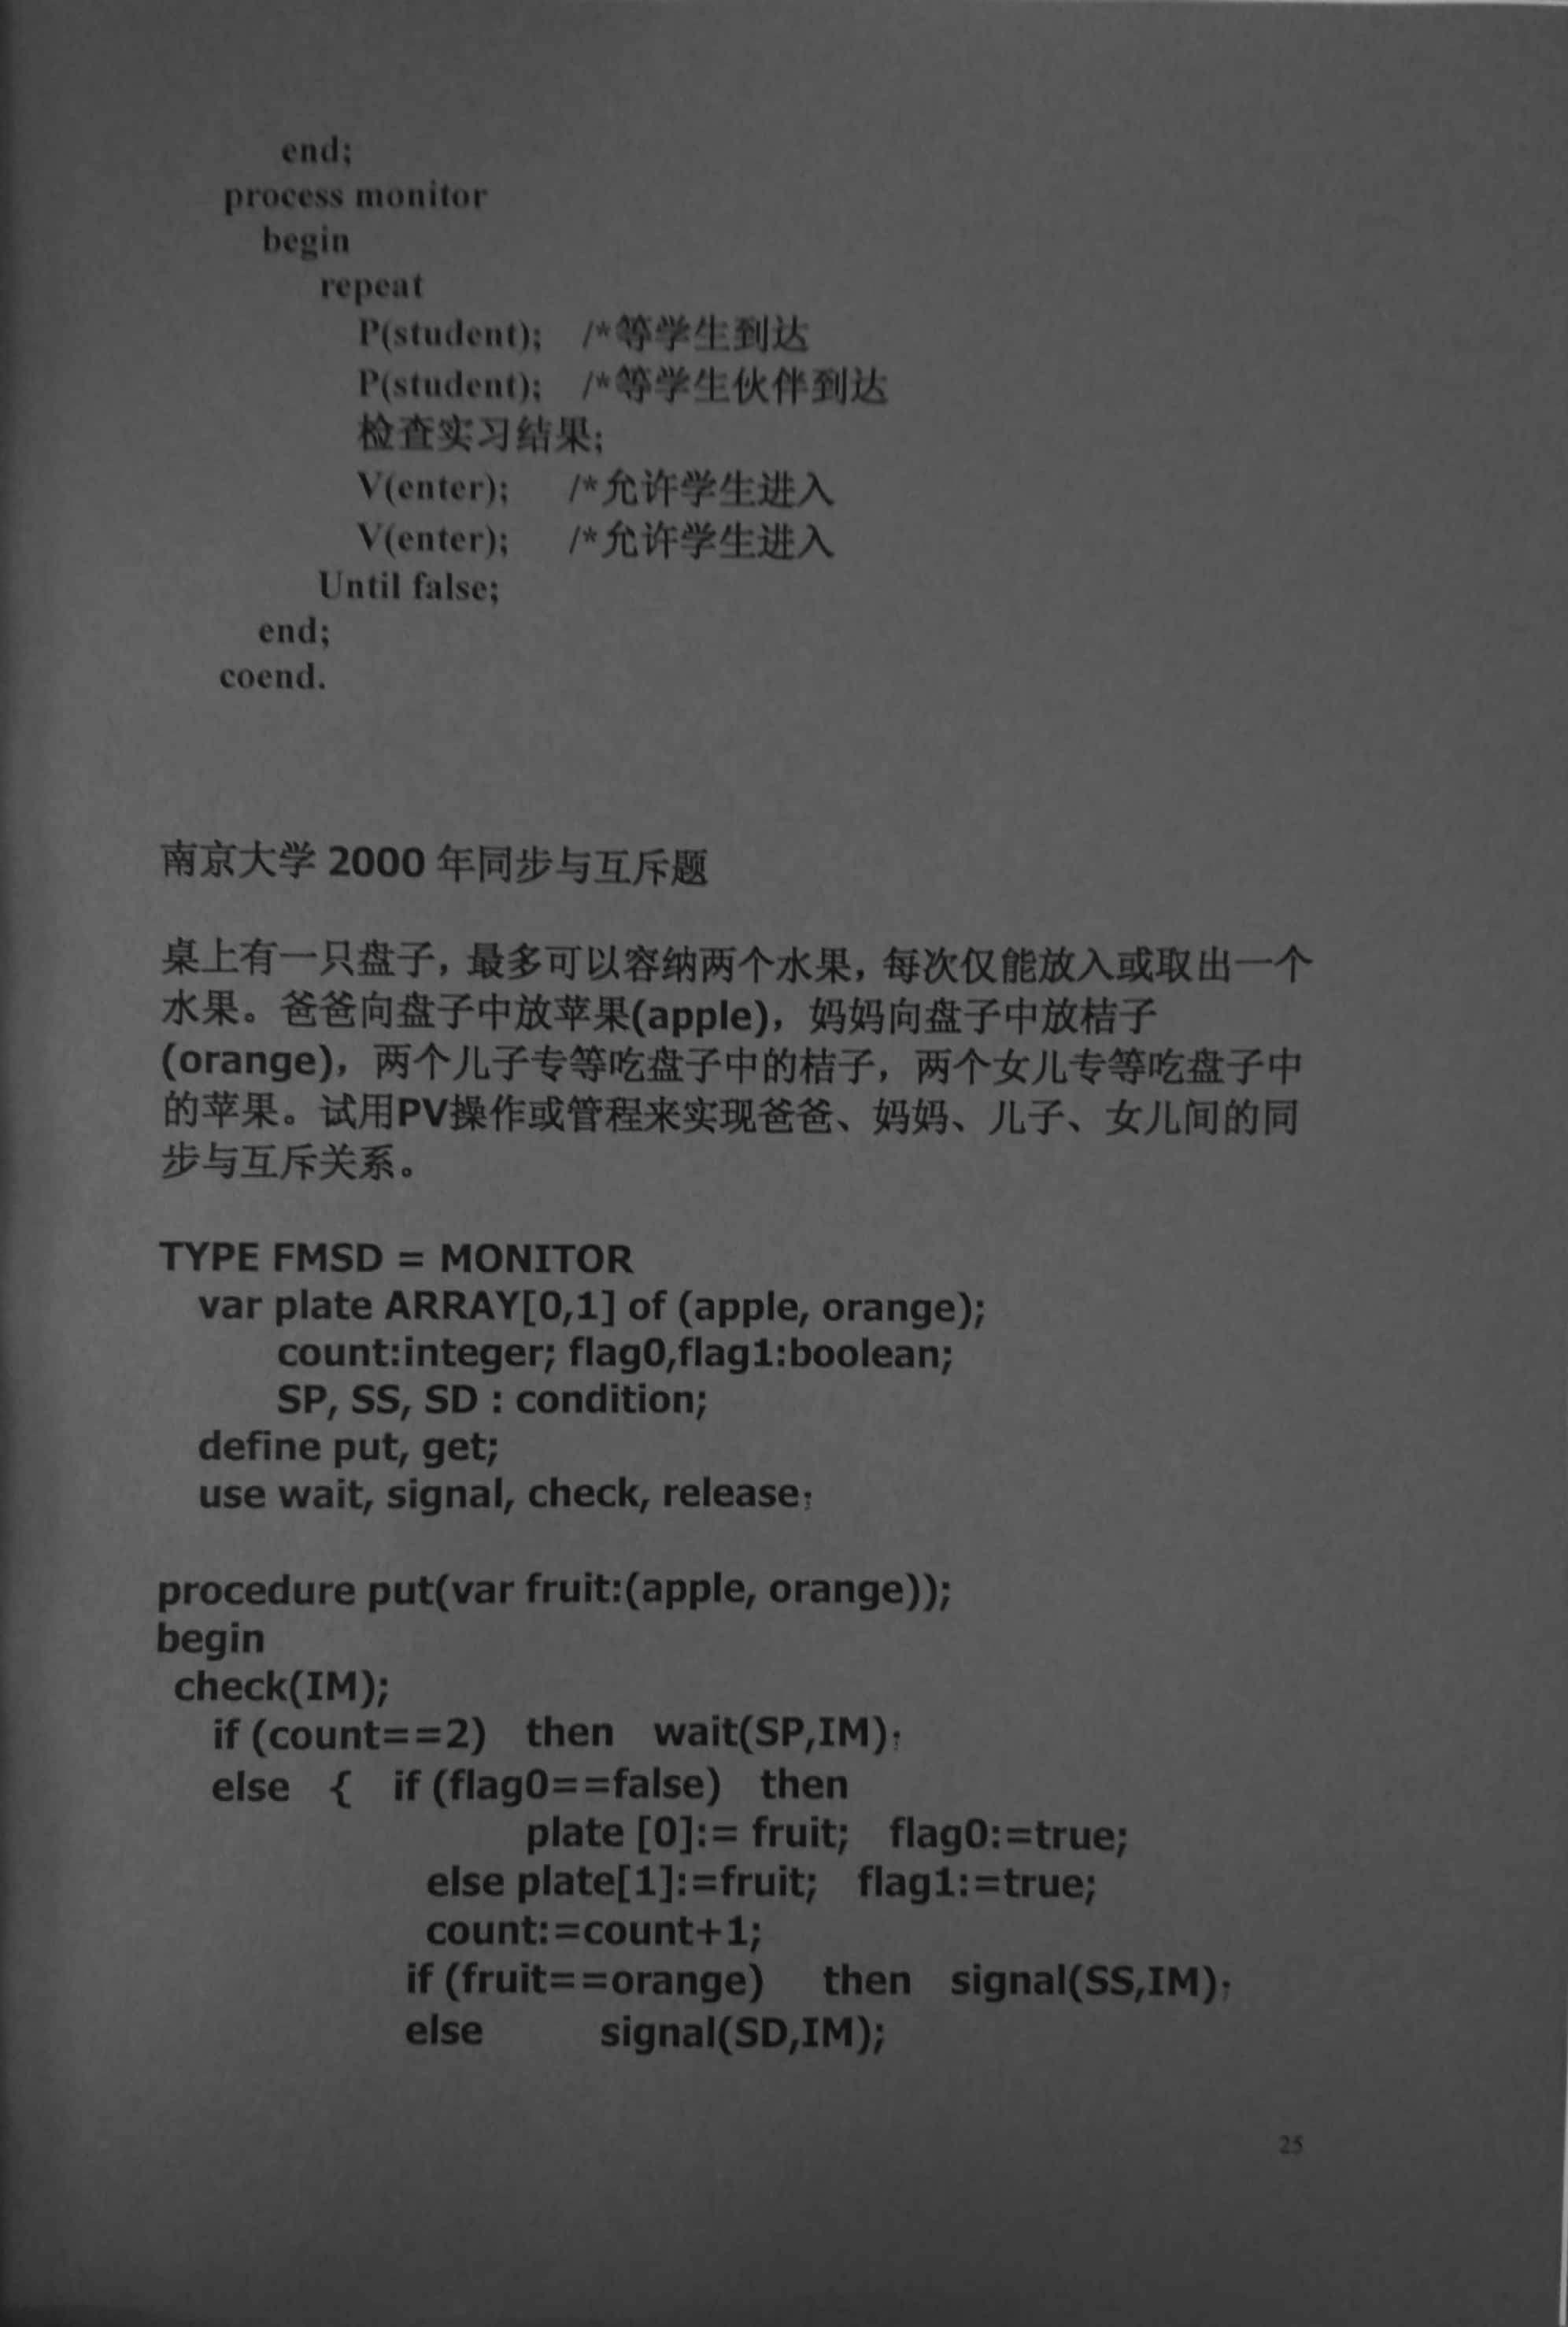 end;
process monitor
begin
repeat
P(student); /*等学生到达
P(student); /*等学生伙伴到达
检查实习结果;
V(enter); /*允许学生进入
V(enter); /*允许学生进入
Until false;
end;
coend.
南京大学 2000 年同步与互斥题
桌上有一只盘子，最多可以容纳两个水果，每次仅能放入或取出一个
水果。爸爸向盘子中放苹果(apple)，妈妈向盘子中放桔子
(orange)，两个儿子专等吃盘子中的桔子，两个女儿专等吃盘子中
的苹果。试用PV操作或管程来实现爸爸、妈妈、儿子、女儿间的同
步与互斥关系。
TYPE FMSD = MONITOR
var plate ARRAY[0,1] of (apple, orange);
count:integer; flag0,flag1:boolean;
SP, SS, SD : condition;
define put, get;
use wait, signal, check, release;
procedure put(var fruit:(apple, orange));
begin
check(IM);
if (count==2) then wait(SP,IM);
else { if (flag0==false) then
plate [0]:= fruit; flag0:=true;
else plate[1]:=fruit; flag1:=true;
count:=count+1;
if (fruit==orange) then signal(SS,IM);
else signal(SD,IM);
25